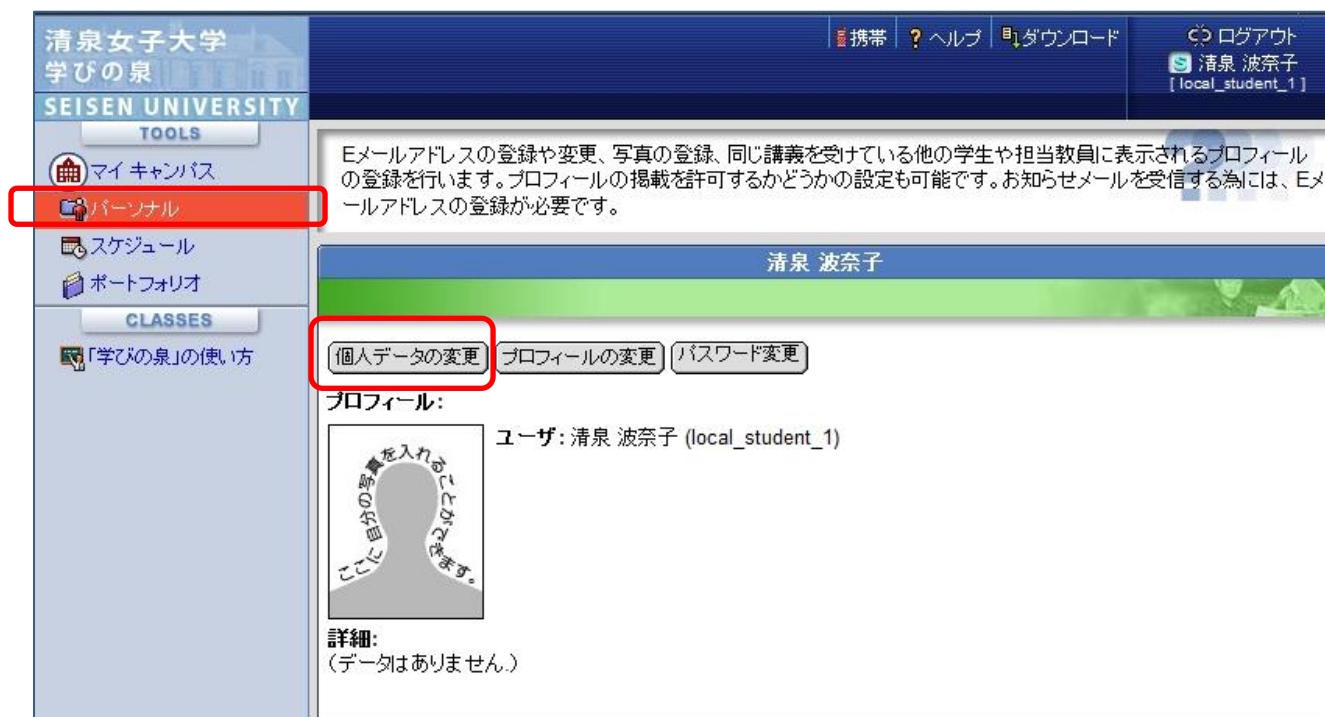 清泉女子大学
学びの泉
SEISEN UNIVERSITY
携帯
ヘルプ
ダウンロード
ログアウト
清泉 波奈子
[ local_student_1 ]
TOOLS
マイ キャンパス
パーソナル
スケジュール
ポートフォリオ
CLASSES
「学びの泉」の使い方
Eメールアドレスの登録や変更、写真の登録、同じ講義を受けている他の学生や担当教員に表示されるプロフィール
の登録を行います。プロフィールの掲載を許可するかどうかの設定も可能です。お知らせメールを受信する為には、Eメ
ールアドレスの登録が必要です。
清泉 波奈子
個人データの変更
プロフィールの変更
パスワード変更
プロフィール:
ここに自分の写真を入れることができます。
ユーザ: 清泉 波奈子 (local_student_1)
詳細:
(データはありません.)